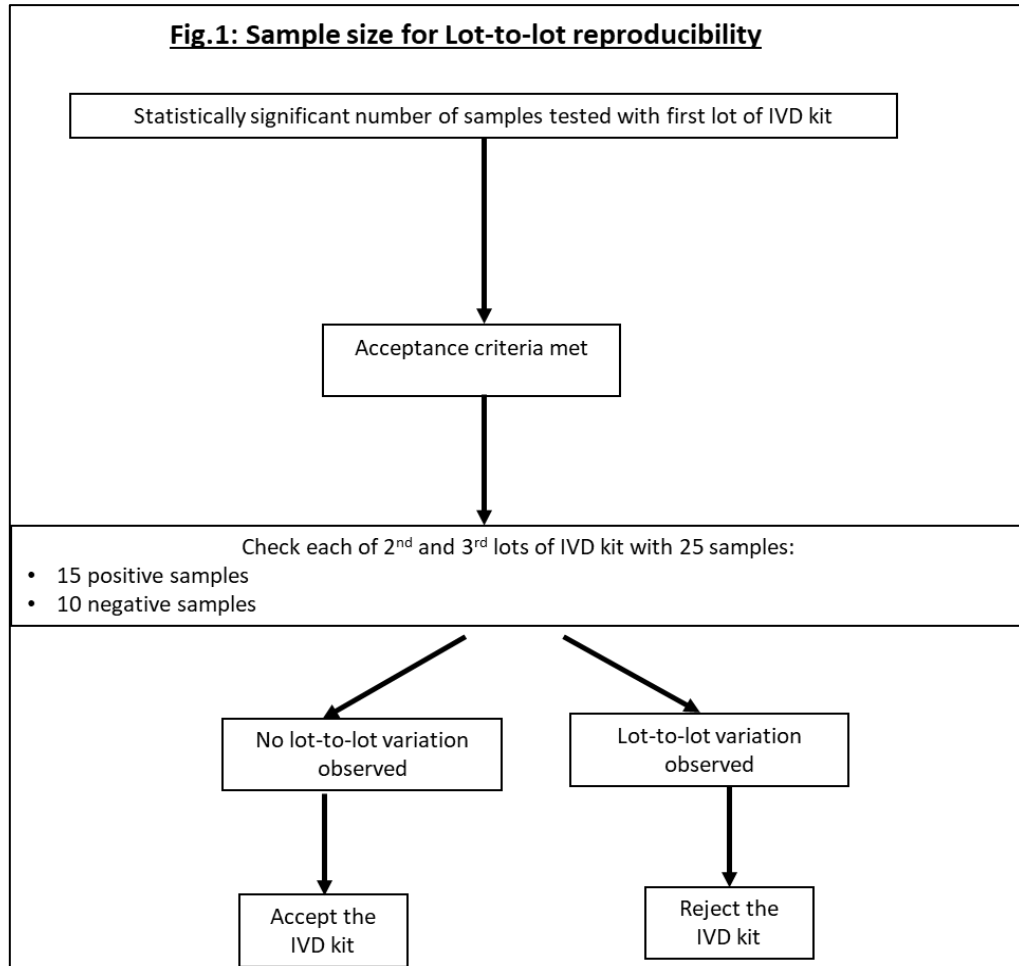 Fig.1: Sample size for Lot-to-lot reproducibility
Statistically significant number of samples tested with first lot of IVD kit
Acceptance criteria met
Check each of 2nd and 3rd lots of IVD kit with 25 samples:
• 15 positive samples
• 10 negative samples
No lot-to-lot variation
observed
Lot-to-lot variation
observed
Accept the
IVD kit
Reject the
IVD kit